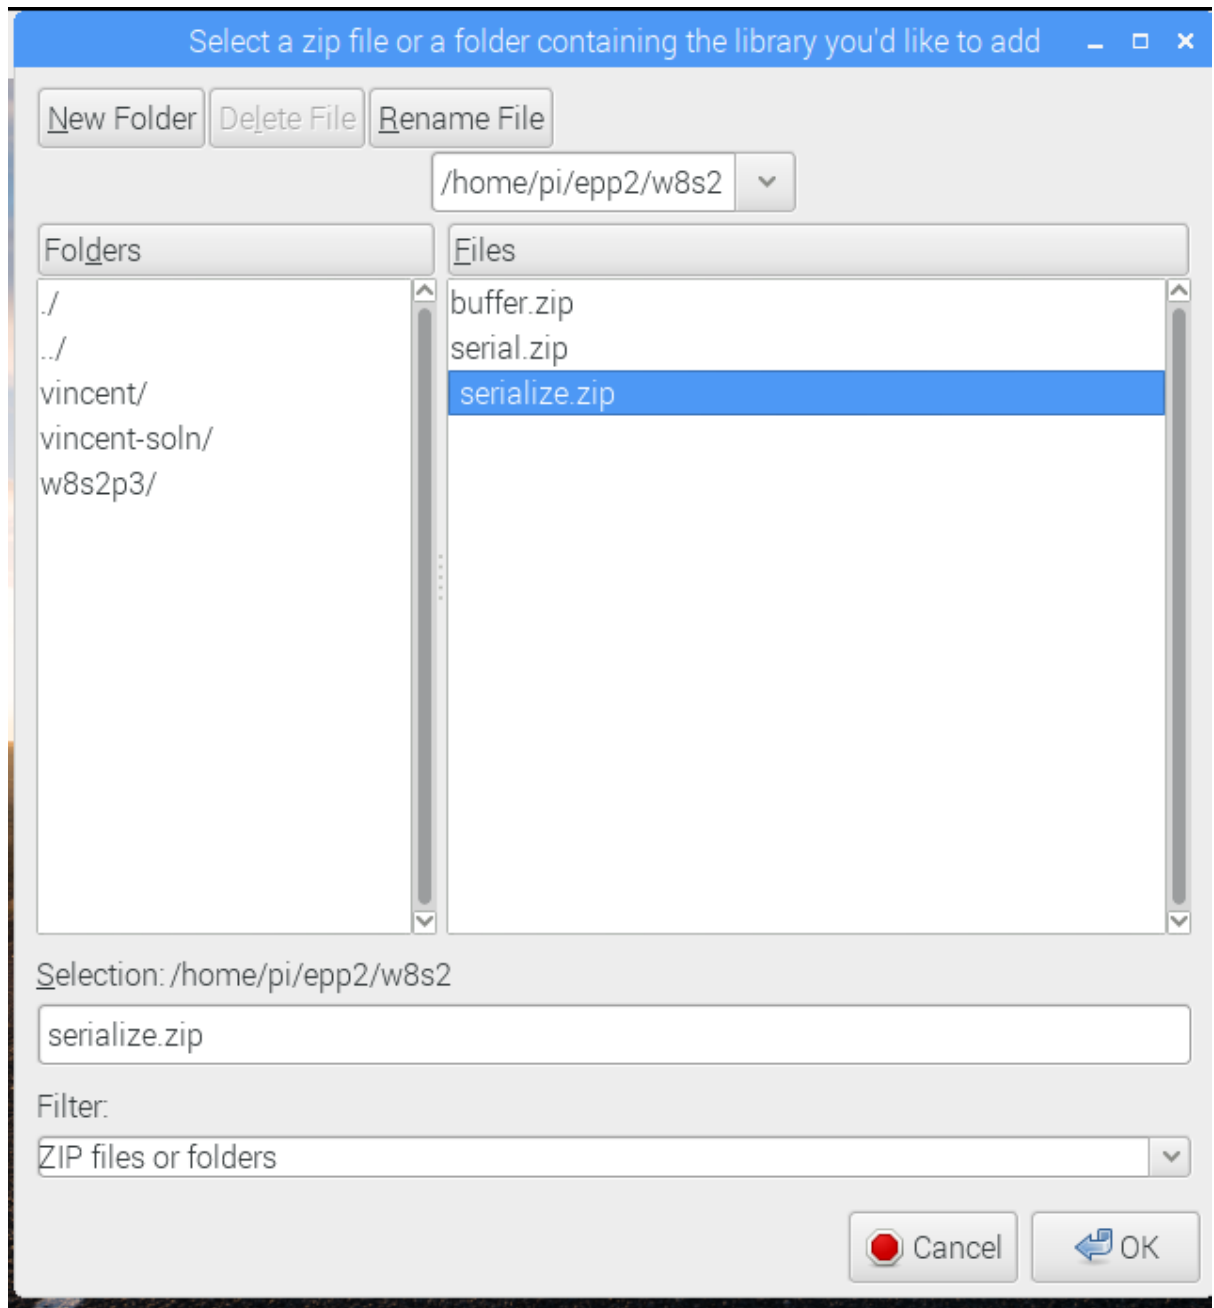 Select a zip file or a folder containing the library you'd like to add
New Folder Delete File Rename File
/home/pi/epp2/w8s2
Folders
./
../
vincent/
vincent-soln/
w8s2p3/
Files
buffer.zip
serial.zip
serialize.zip
Selection: /home/pi/epp2/w8s2
serialize.zip
Filter:
ZIP files or folders
Cancel OK